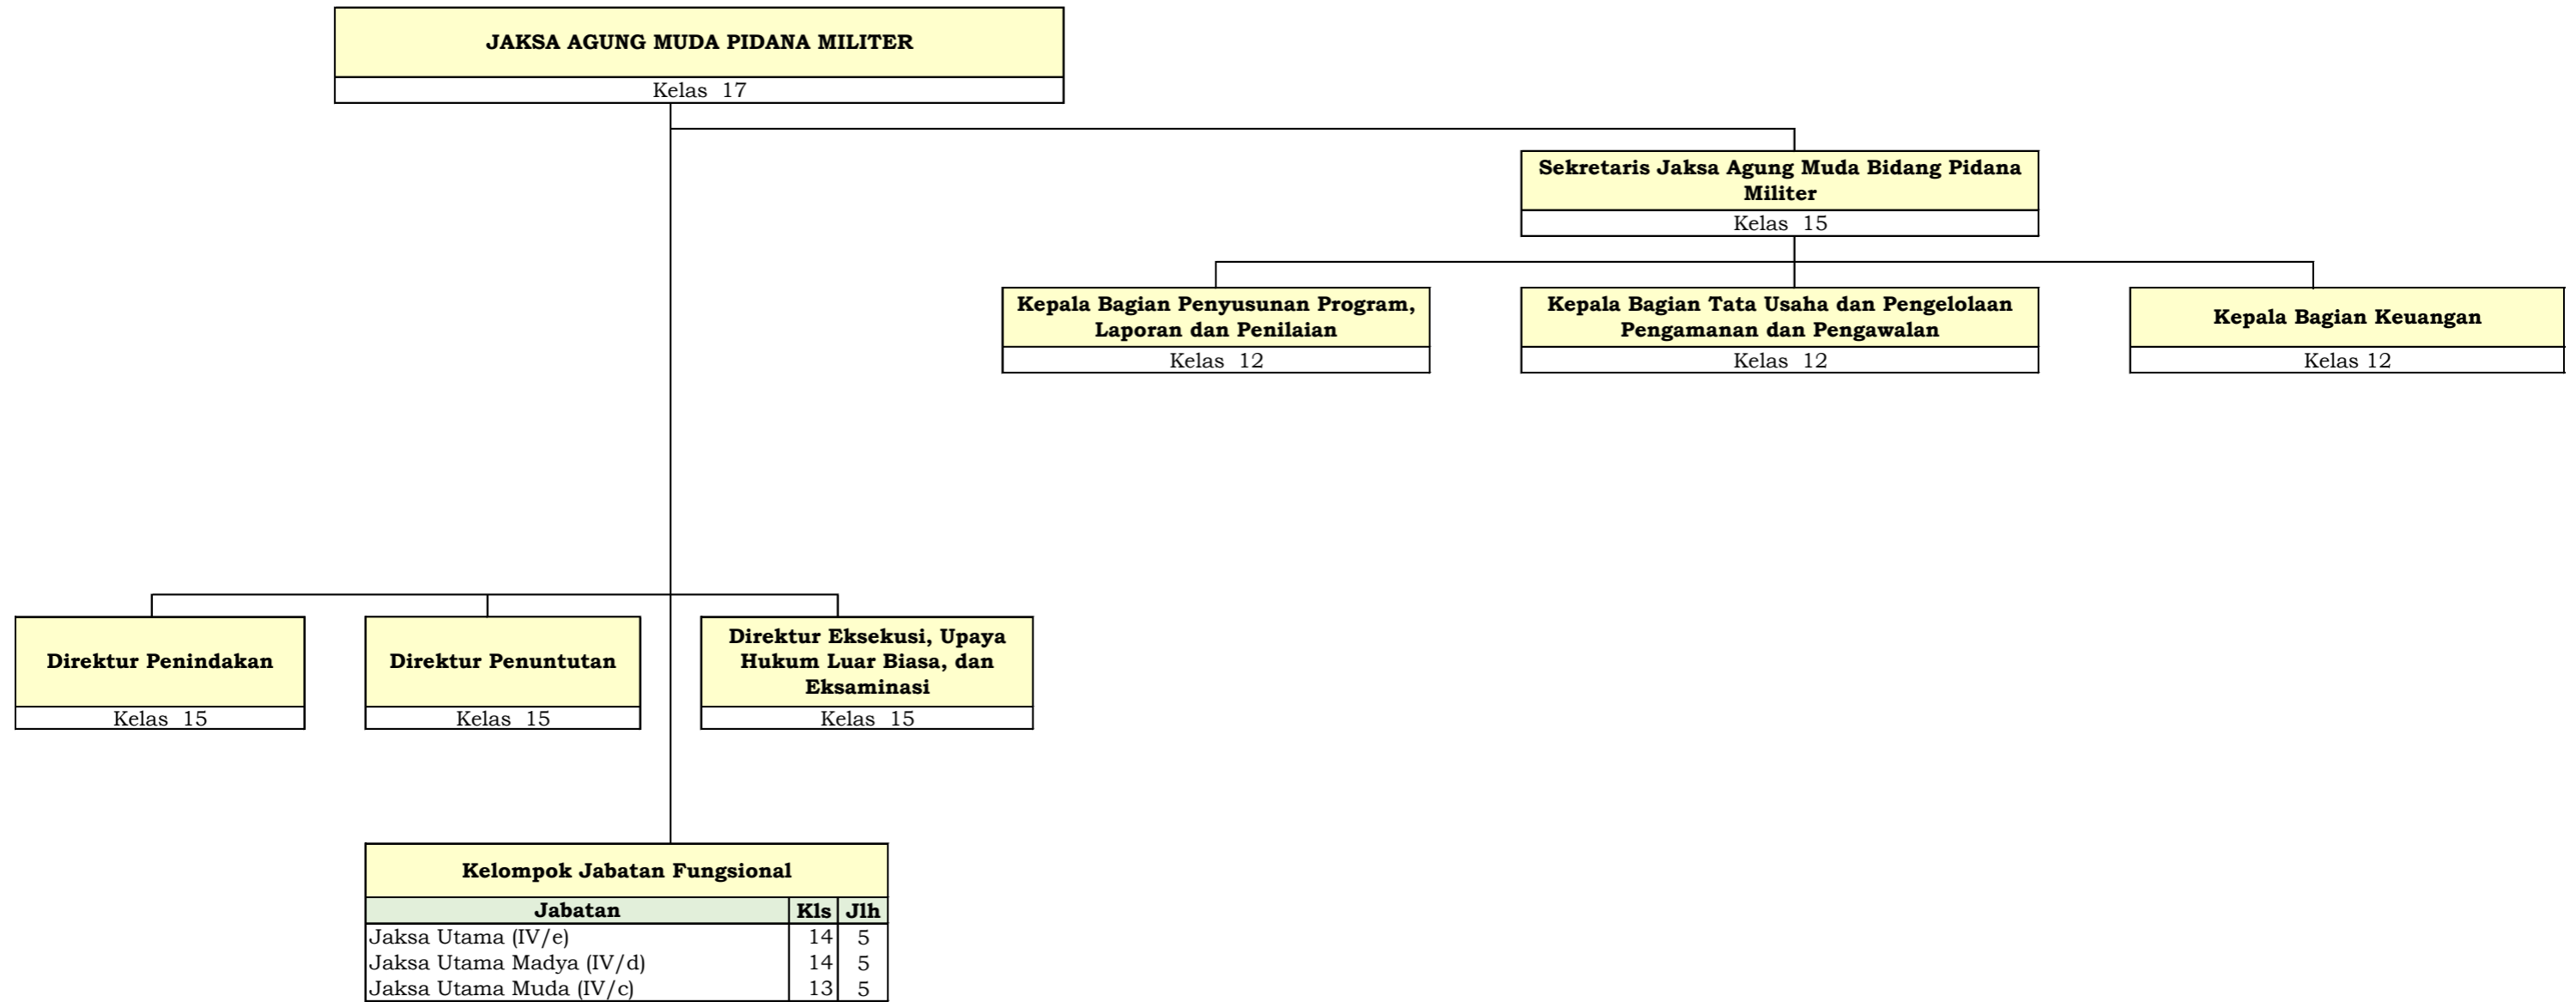 JAKSA AGUNG MUDA PIDANA MILITER
Kelas 17
Sekretaris Jaksa Agung Muda Bidang Pidana
Militer
Kelas 15
Kepala Bagian Penyusunan Program,
Laporan dan Penilaian
Kelas 12
Kepala Bagian Tata Usaha dan Pengelolaan
Pengamanan dan Pengawalan
Kelas 12
Kepala Bagian Keuangan
Kelas 12
Direktur Penindakan
Kelas 15
Direktur Penuntutan
Kelas 15
Direktur Eksekusi, Upaya
Hukum Luar Biasa, dan
Eksaminasi
Kelas 15
Kelompok Jabatan Fungsional
Jabatan Kls Jlh
Jaksa Utama (IV/e) 14 5
Jaksa Utama Madya (IV/d) 14 5
Jaksa Utama Muda (IV/c) 13 5